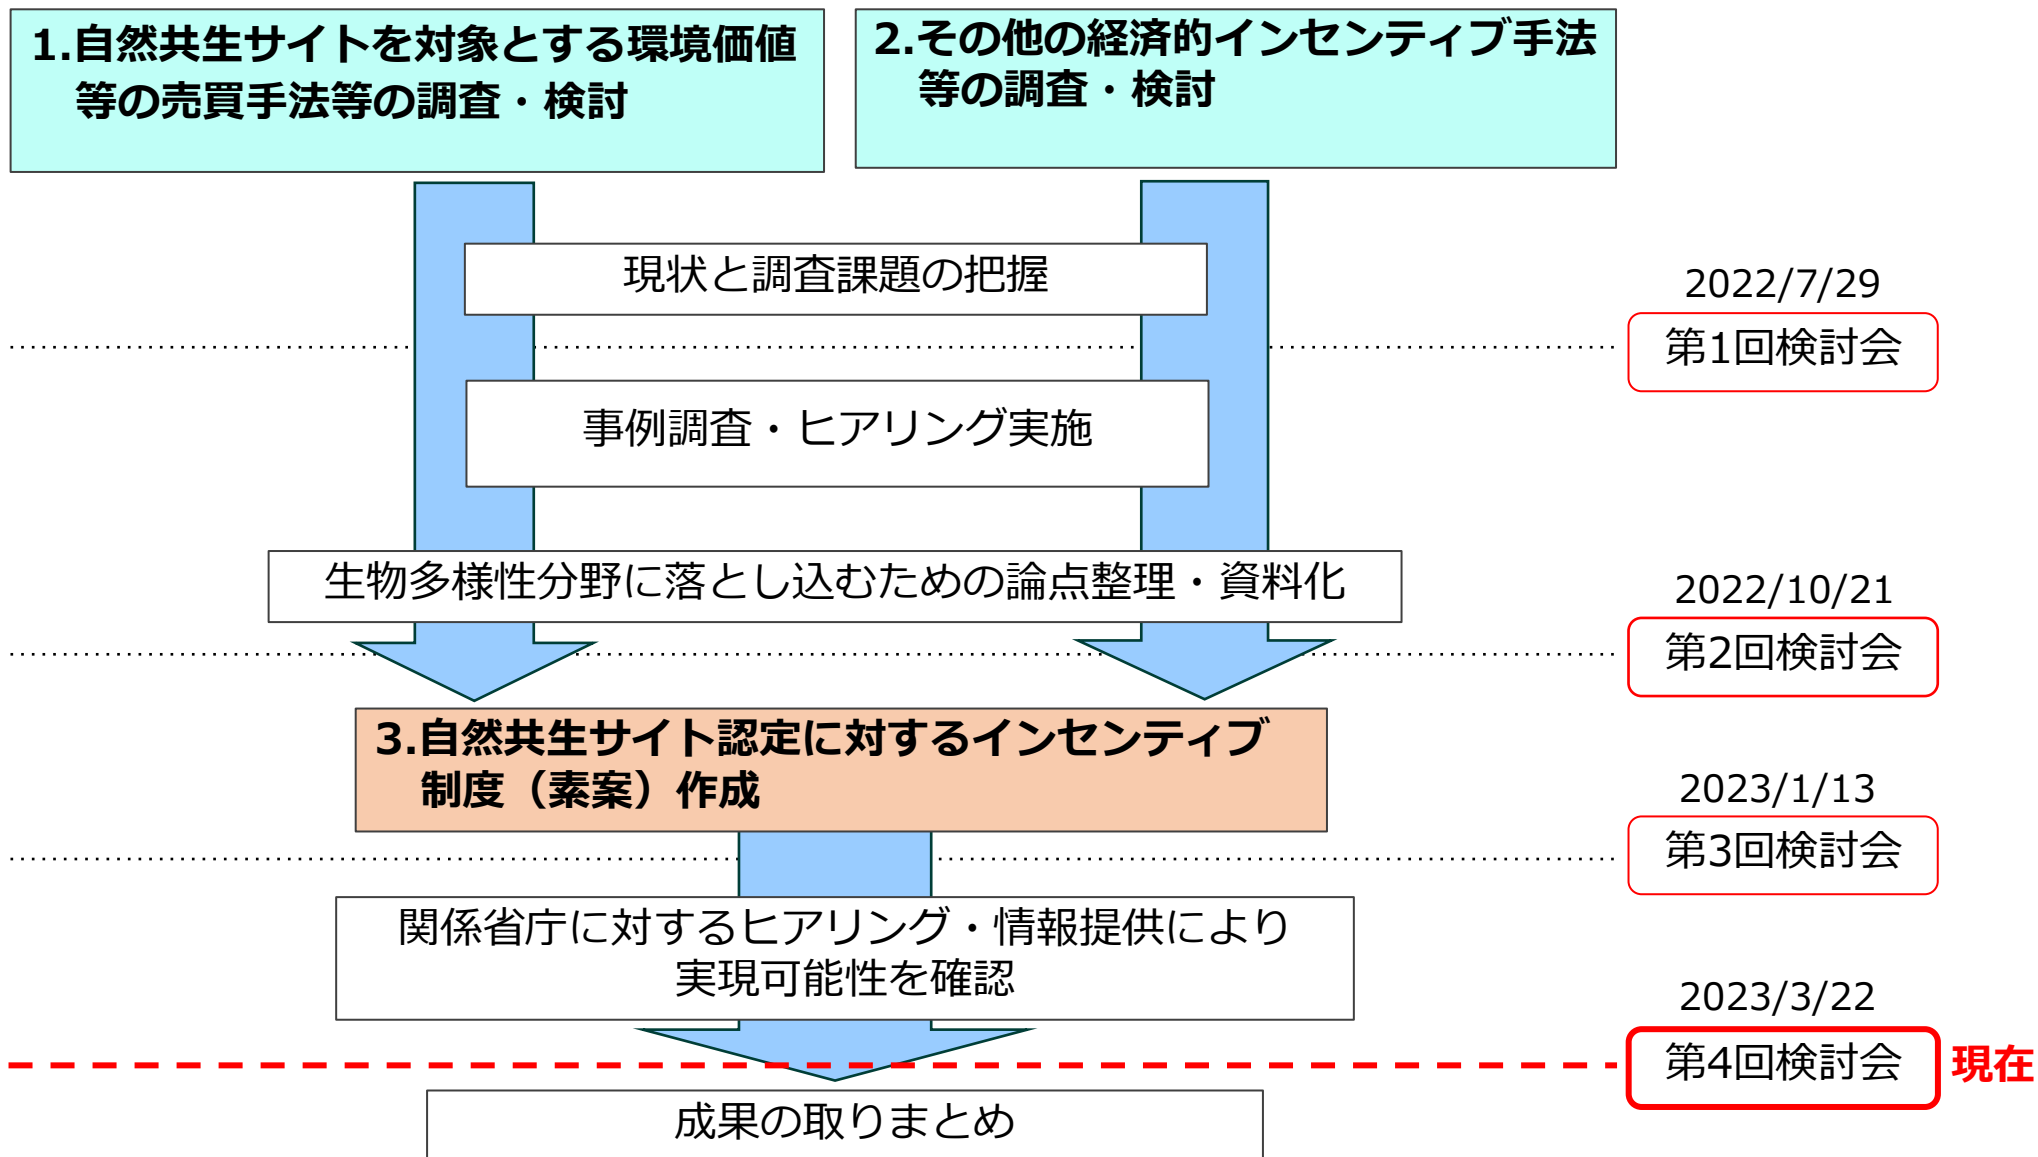 1.自然共生サイトを対象とする環境価値
等の売買手法等の調査・検討
2.その他の経済的インセンティブ手法
等の調査・検討
現状と調査課題の把握
2022/7/29
第1回検討会
事例調査・ヒアリング実施
生物多様性分野に落とし込むための論点整理・資料化
2022/10/21
第2回検討会
3.自然共生サイト認定に対するインセンティブ
制度（素案）作成
2023/1/13
第3回検討会
関係省庁に対するヒアリング・情報提供により
実現可能性を確認
2023/3/22
第4回検討会
現在
成果の取りまとめ